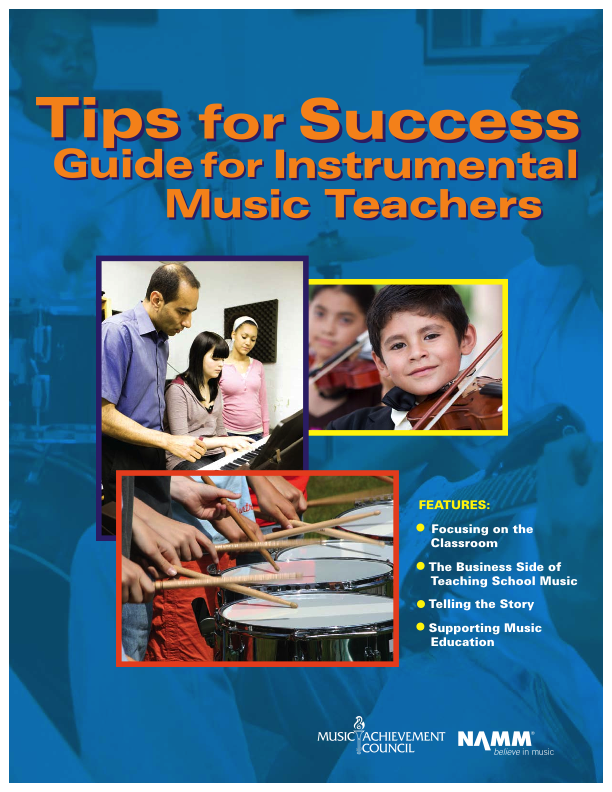 Tips for Success
Guide for Instrumental
Music Teachers
FEATURES:
• Focusing on the
Classroom
• The Business Side of
Teaching School Music
• Telling the Story
• Supporting Music
Education
MUSIC ACHIEVEMENT
COUNCIL
NAMM®
believe in music